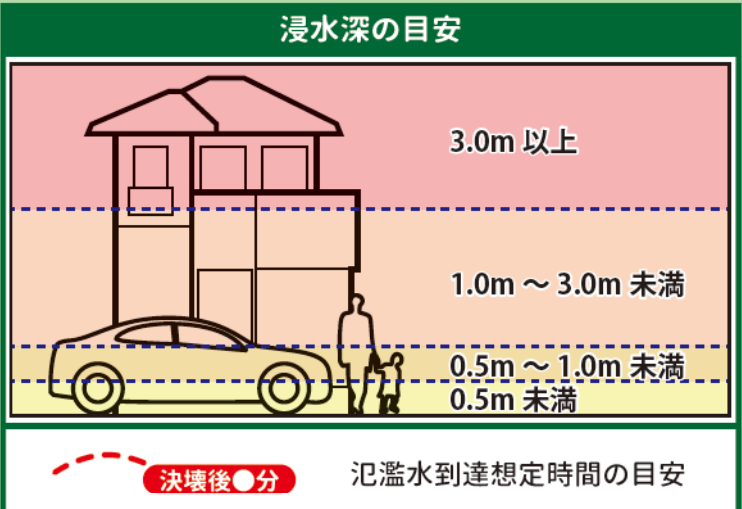 浸水深の目安
3.0m 以上
1.0m ～ 3.0m 未満
0.5m ～ 1.0m 未満
0.5m 未満
決壊後●分
氾濫水到達想定時間の目安